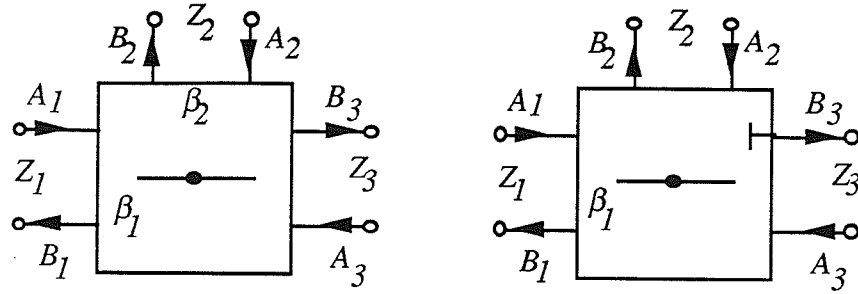 Z2 Z2
B2 A2 B2 A2
A1 β2 B3 A1 B3
Z1 Z3 Z1 Z3
β1 β1
B1 A3 B1 A3